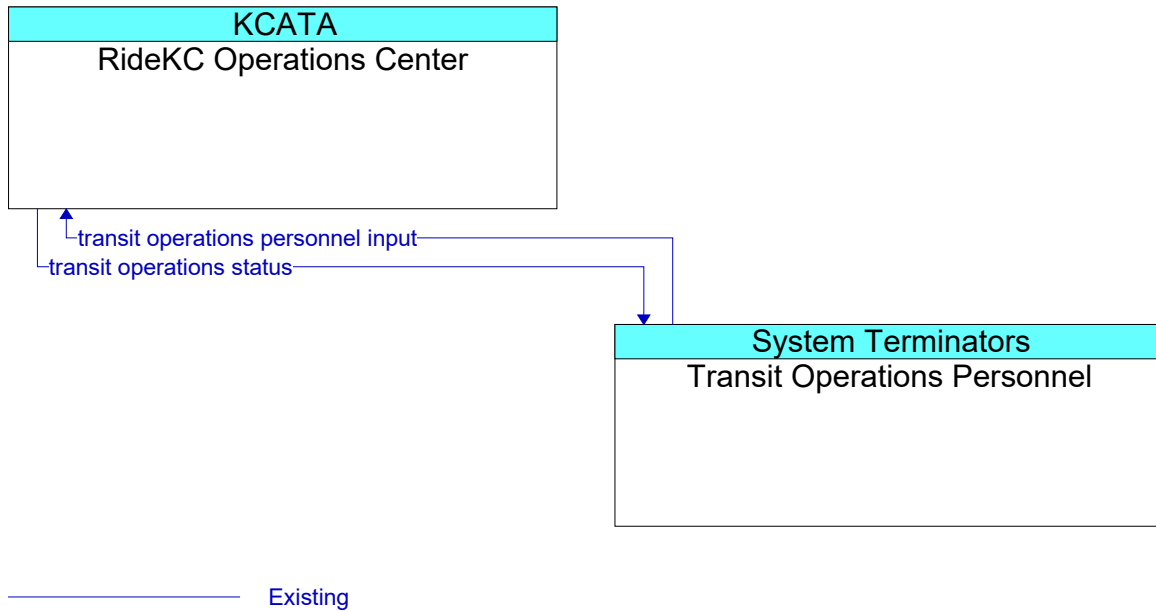 KCATA
RideKC Operations Center
transit operations personnel input
transit operations status
System Terminators
Transit Operations Personnel
Existing